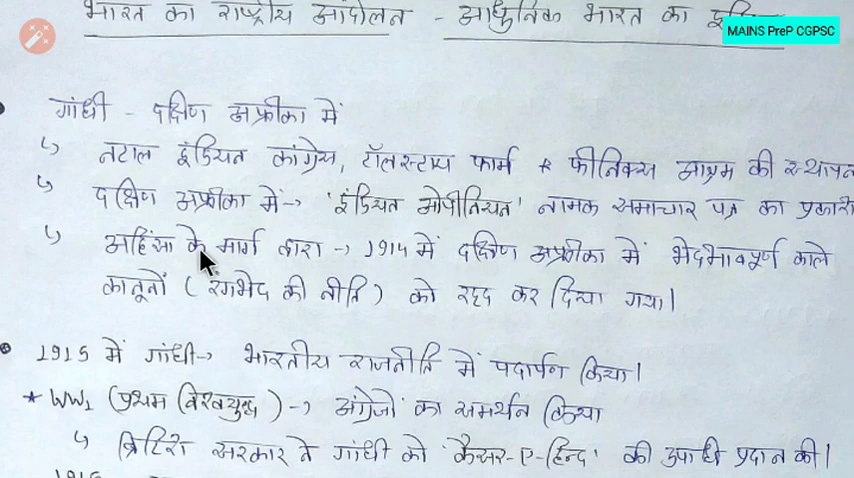 भारत का राष्ट्रीय आंदोलन - आधुनिक भारत का
MAINS PreP CGPSC
गांधी - दक्षिण अफ्रीका में
↳ नटाल इंडियन कांग्रेस, टॉलस्टाय फार्म & फीनिक्स आश्रम की स्थापन
↳ दक्षिण अफ्रीका में → 'इंडियन ओपीनियन' नामक समाचार पत्र का प्रकाश
↳ अहिंसा के मार्ग द्वारा → 1914 में दक्षिण अफ्रीका में भेदभावपूर्ण काले
कानूनों (रंगभेद की नीति) को रद्द कर दिया गया।
1915 में गांधी → भारतीय राजनीति में पदार्पण किया।
* WW1 (प्रथम विश्वयुद्ध) → अंग्रेजों का समर्थन किया
↳ ब्रिटिश सरकार ने गांधी को 'कैसर-ए-हिन्द' की उपाधी प्रदान की।